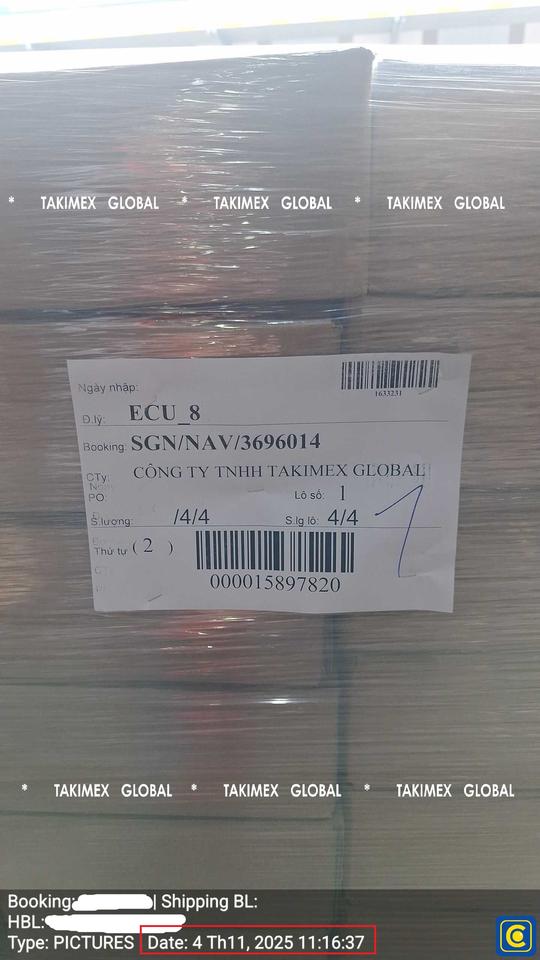 * TAKIMEX GLOBAL * TAKIMEX GLOBAL * TAKIMEX GLOBAL
Ngày nhập:
1633231
Đ.lý: ECU_8
Booking: SGN/NAV/3696014
CTy: CÔNG TY TNHH TAKIMEX GLOBAL
PO: Lô số: 1
S.lượng: /4/4 S.lg lô: 4/4
1
Thứ tự ( 2 )
000015897820
* TAKIMEX GLOBAL * TAKIMEX GLOBAL * TAKIMEX GLOBAL
Booking: | Shipping BL:
HBL:
Type: PICTURES Date: 4 Th11, 2025 11:16:37